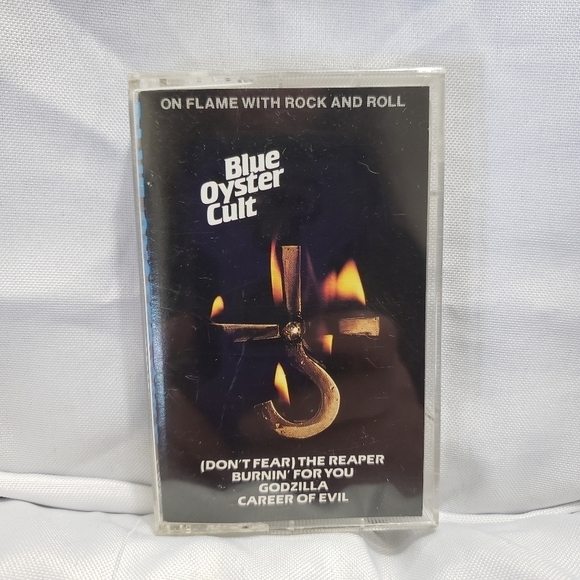 ON FLAME WITH ROCK AND ROLL
Blue
Oyster
Cult
(DON'T FEAR) THE REAPER
BURNIN' FOR YOU
GODZILLA
CAREER OF EVIL